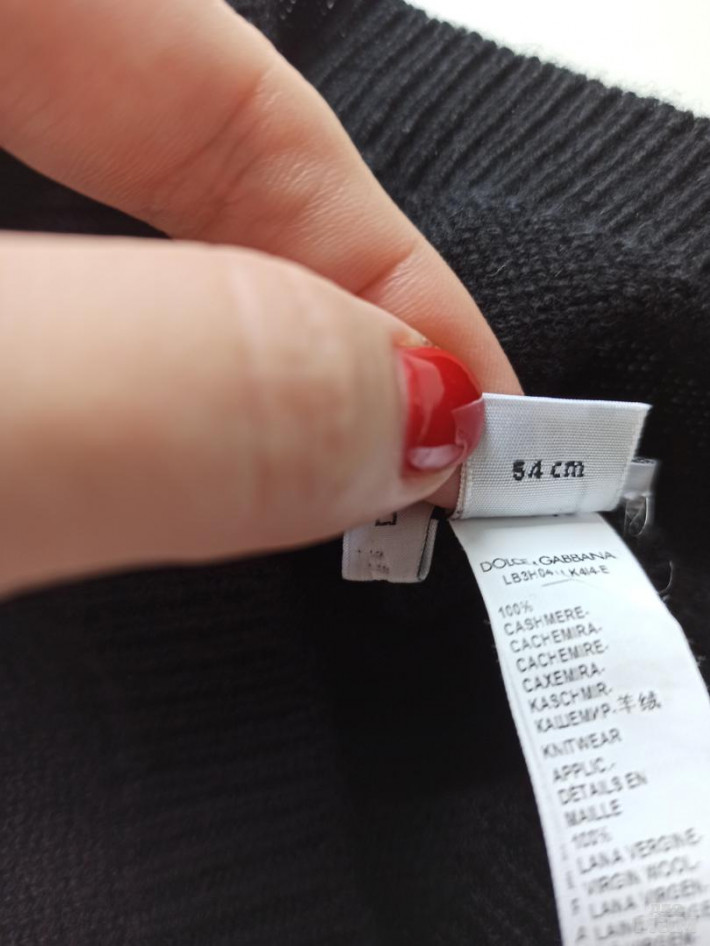 54 cm
DOLCE & GABBANA
100%
CASHMERE-
CACHEMIRA-
CACHEMIRE-
CAXEMIRA-
KASCHMIR-
КАШЕМИР-羊绒
KNITWEAR
APPLIC.-
DÉTAILS EN
MAILLE
100%
LANA VERGINE-
VIRGIN WOOL-
LANA VIRGEN-